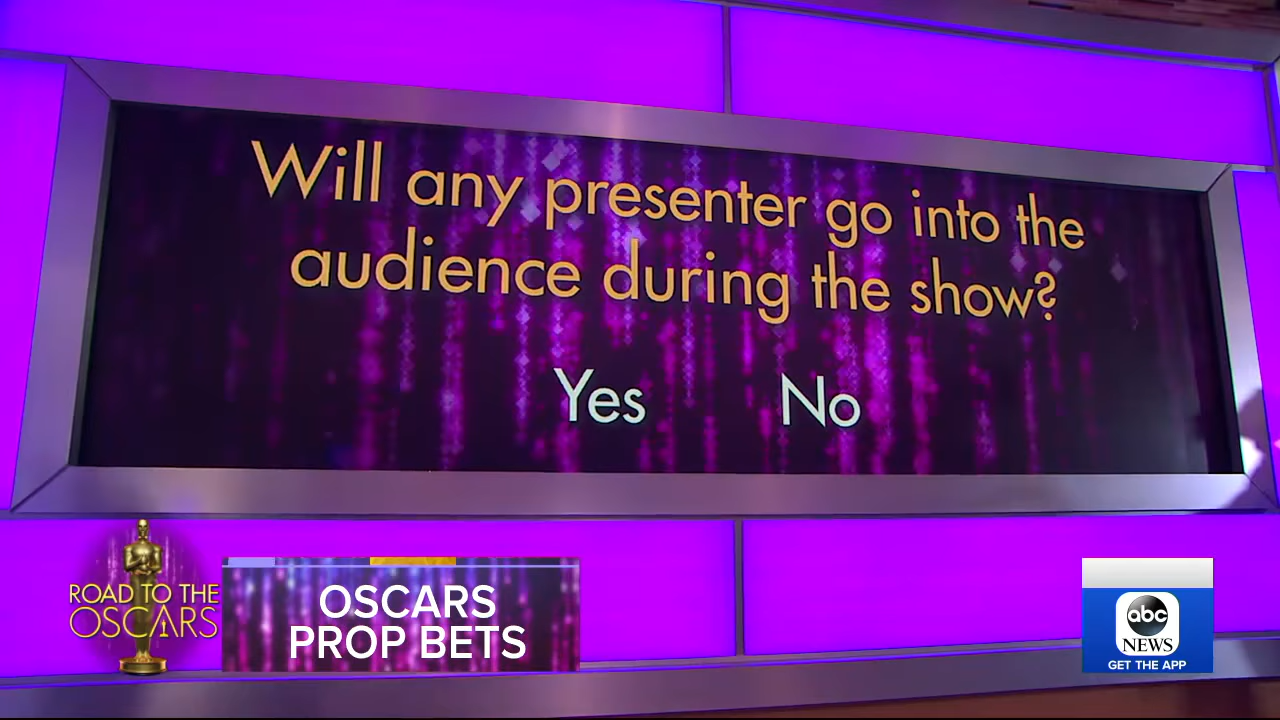 Will any presenter go into the
audience during the show?
Yes No
ROAD TO THE
OSCARS
OSCARS
PROP BETS
abc
NEWS
GET THE APP